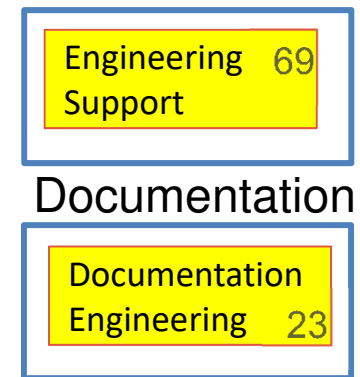 Engineering 69
Support
Documentation
Documentation
Engineering 23